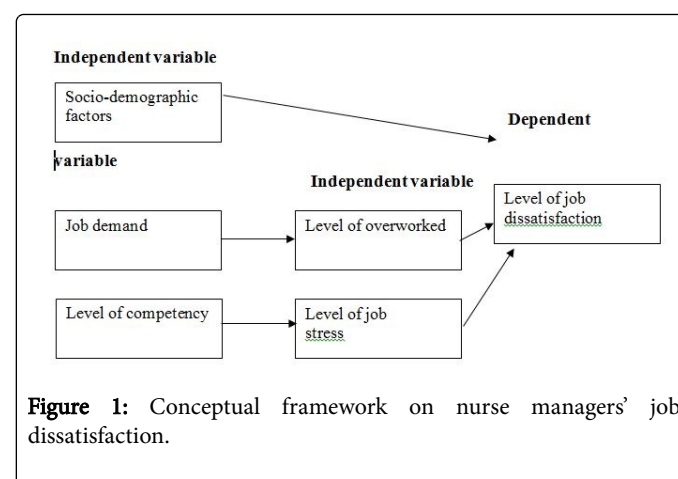 Independent variable
Socio-demographic
factors
Dependent
variable
Independent variable
Level of job
dissatisfaction
Job demand
Level of overworked
Level of competency
Level of job
stress
Figure 1: Conceptual framework on nurse managers’ job
dissatisfaction.